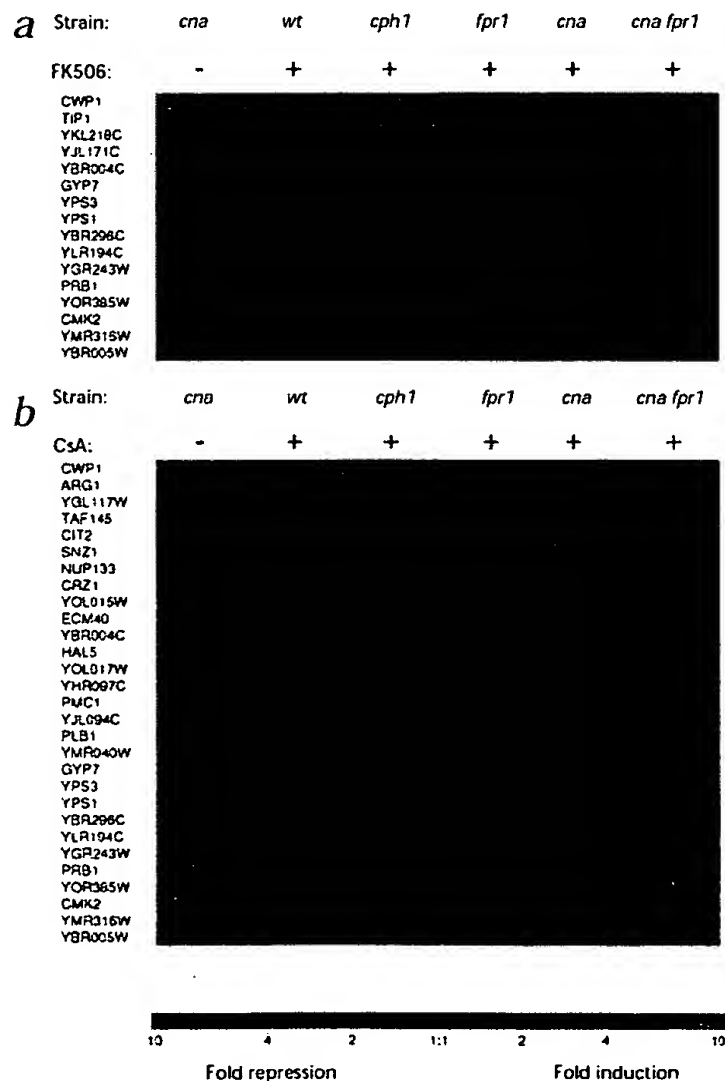 a Strain: cna wt cph1 fpr1 cna cna fpr1
FK506: - + + + + +
CWP1
TIP1
YKL218C
YJL171C
YBR004C
GYP7
YPS3
YPS1
YBR296C
YLR194C
YGR243W
PRB1
YOR385W
CMK2
YMR316W
YBR005W
b Strain: cna wt cph1 fpr1 cna cna fpr1
CsA: - + + + + +
CWP1
ARG1
YGL117W
TAF145
CIT2
SNZ1
NUP133
CRZ1
YOL015W
ECM40
YBR004C
HAL5
YOL017W
YHR097C
PMC1
YJL094C
PLB1
YMR040W
GYP7
YPS3
YPS1
YBR296C
YLR194C
YGR243W
PRB1
YOR385W
CMK2
YMR316W
YBR005W
10 4 2 1:1 2 4 10
Fold repression Fold induction